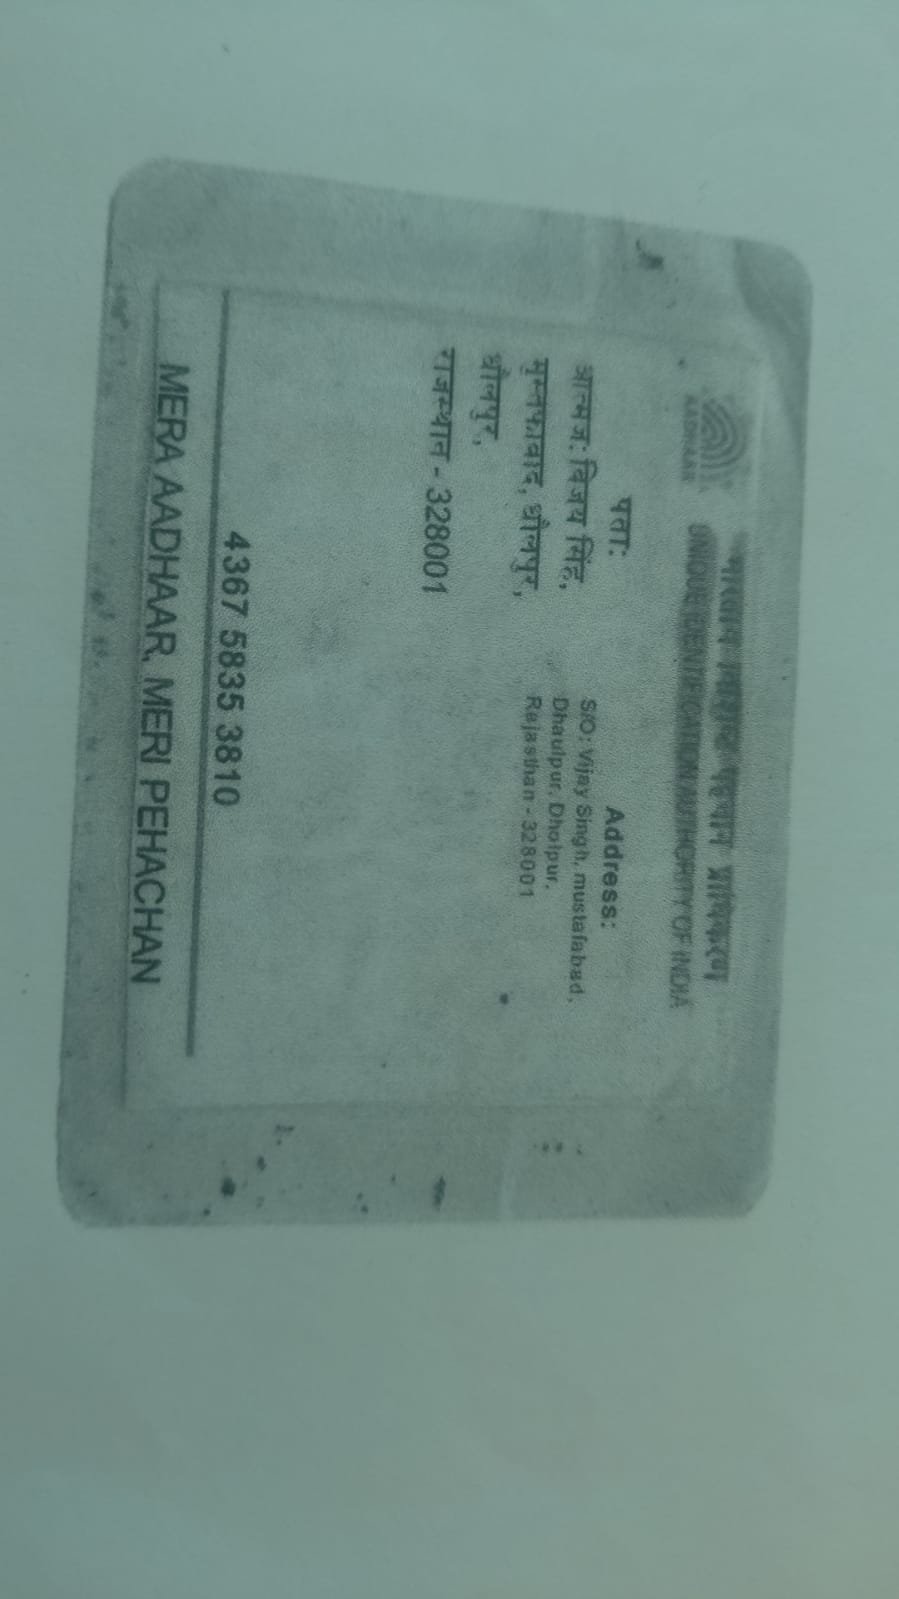 भारतीय विशिष्ट पहचान प्राधिकरण
UNIQUE IDENTIFICATION AUTHORITY OF INDIA
AADHAAR
पता:
आत्मज: विजय सिंह,
मुस्तफाबाद, धौलपुर,
धौलपुर,
राजस्थान - 328001
Address:
S/O: Vijay Singh, mustafabad,
Dhaulpur, Dholpur,
Rajasthan - 328001
4367 5835 3810
MERA AADHAAR, MERI PEHACHAN